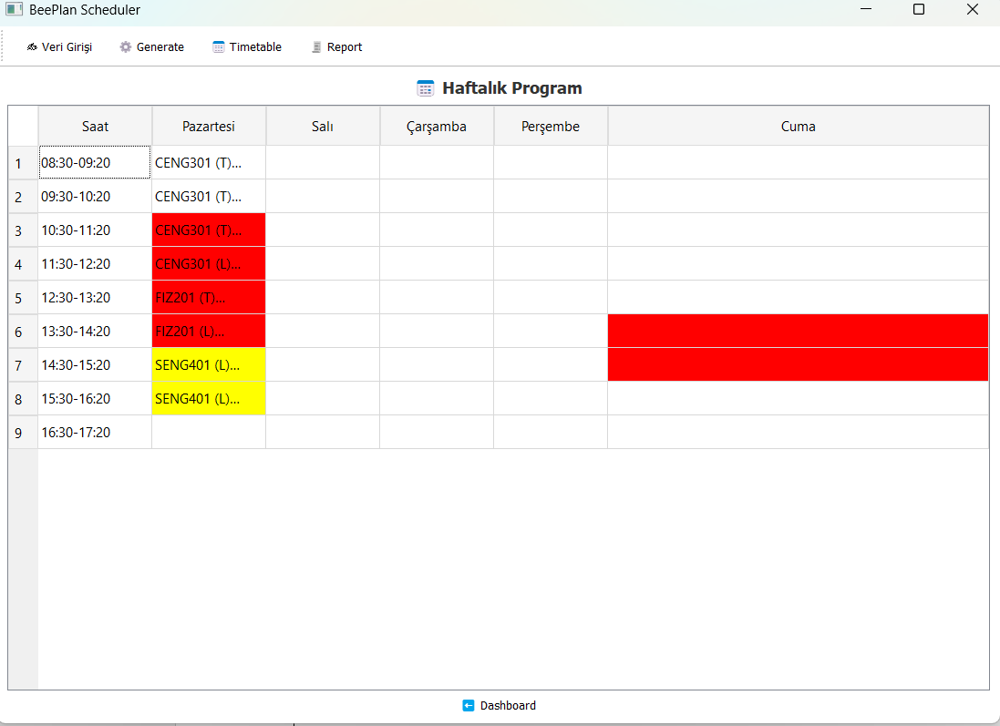 BeePlan Scheduler
Veri Girişi Generate Timetable Report
Haftalık Program
Saat Pazartesi Salı Çarşamba Perşembe Cuma
1 08:30-09:20 CENG301 (T)...
2 09:30-10:20 CENG301 (T)...
3 10:30-11:20 CENG301 (T)...
4 11:30-12:20 CENG301 (L)...
5 12:30-13:20 FIZ201 (T)...
6 13:30-14:20 FIZ201 (L)...
7 14:30-15:20 SENG401 (L)...
8 15:30-16:20 SENG401 (L)...
9 16:30-17:20
Dashboard